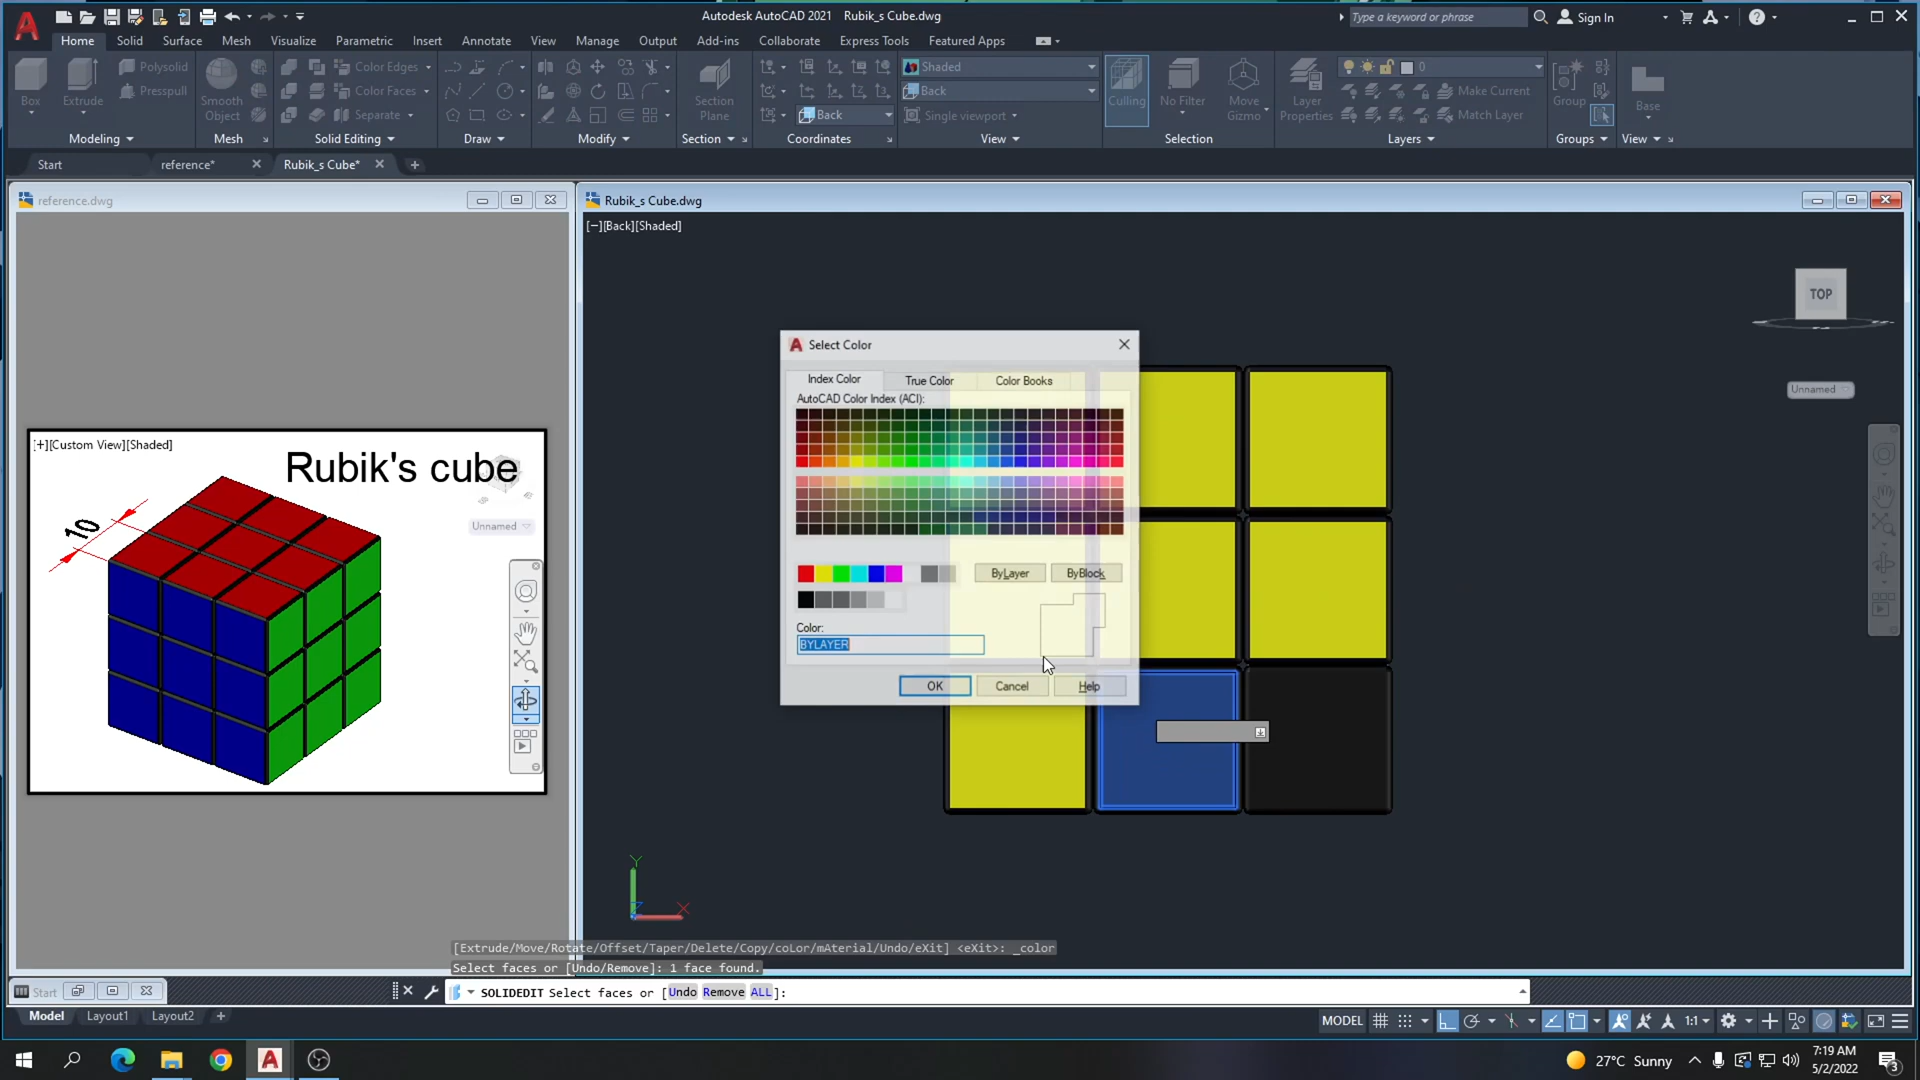 Autodesk AutoCAD 2021 Rubik_s Cube.dwg
Type a keyword or phrase
Sign In
Home Solid Surface Mesh Visualize Parametric Insert Annotate View Manage Output Add-ins Collaborate Express Tools Featured Apps
Box
Extrude
Polysolid
Presspull
Smooth Object
Color Edges
Color Faces
Separate
Section Plane
Back
Shaded
Back
Single viewport
Culling
No Filter
Move Gizmo
Layer Properties
0
Make Current
Match Layer
Group
Base
Modeling Mesh Solid Editing Draw Modify Section Coordinates View Selection Layers Groups View
Start reference* Rubik_s Cube*
reference.dwg
[+][Custom View][Shaded]
Rubik's cube
10
Unnamed
Rubik_s Cube.dwg
[−][Back][Shaded]
TOP
Unnamed
Select Color
Index Color True Color Color Books
AutoCAD Color Index (ACI):
ByLayer ByBlock
Color:
BYLAYER
OK Cancel Help
Y
X
Z
[Extrude/Move/Rotate/Offset/Taper/Delete/Copy/coLor/mAterial/Undo/eXit] <eXit>: _color
Select faces or [Undo/Remove]: 1 face found.
Start
SOLIDEDIT Select faces or [Undo Remove ALL]:
Model Layout1 Layout2
MODEL
1:1
27°C Sunny
7:19 AM
5/2/2022
3